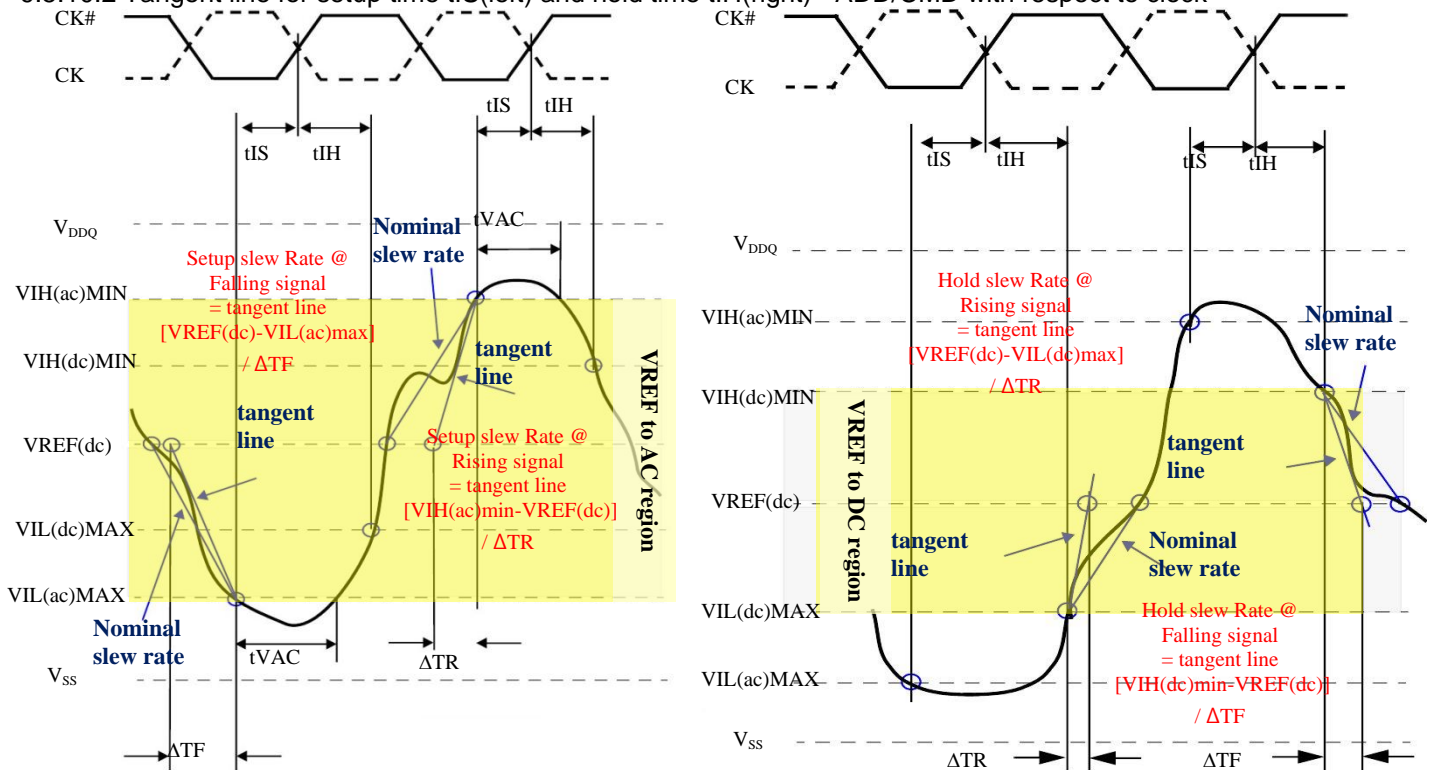 CK#
CK
tIS
tIH
tIS
tIH
VDDQ
Nominal
slew rate
tVAC
Setup slew Rate @
Falling signal
= tangent line
[VREF(dc)-VIL(ac)max]
/ ΔTF
VIH(ac)MIN
VIH(dc)MIN
tangent
line
tangent
line
VREF(dc)
Setup slew Rate @
Rising signal
= tangent line
[VIH(ac)min-VREF(dc)]
/ ΔTR
VREF to AC region
VIL(dc)MAX
VIL(ac)MAX
Nominal
slew rate
tVAC
ΔTR
VSS
ΔTF
CK#
CK
tIS
tIH
tIS
tIH
VDDQ
Hold slew Rate @
Rising signal
= tangent line
[VREF(dc)-VIL(dc)max]
/ ΔTR
VIH(ac)MIN
Nominal
slew rate
VIH(dc)MIN
VREF to DC region
tangent
line
VREF(dc)
tangent
line
Nominal
slew rate
VIL(dc)MAX
Hold slew Rate @
Falling signal
= tangent line
[VIH(dc)min-VREF(dc)]
/ ΔTF
VIL(ac)MAX
VSS
ΔTR
ΔTF